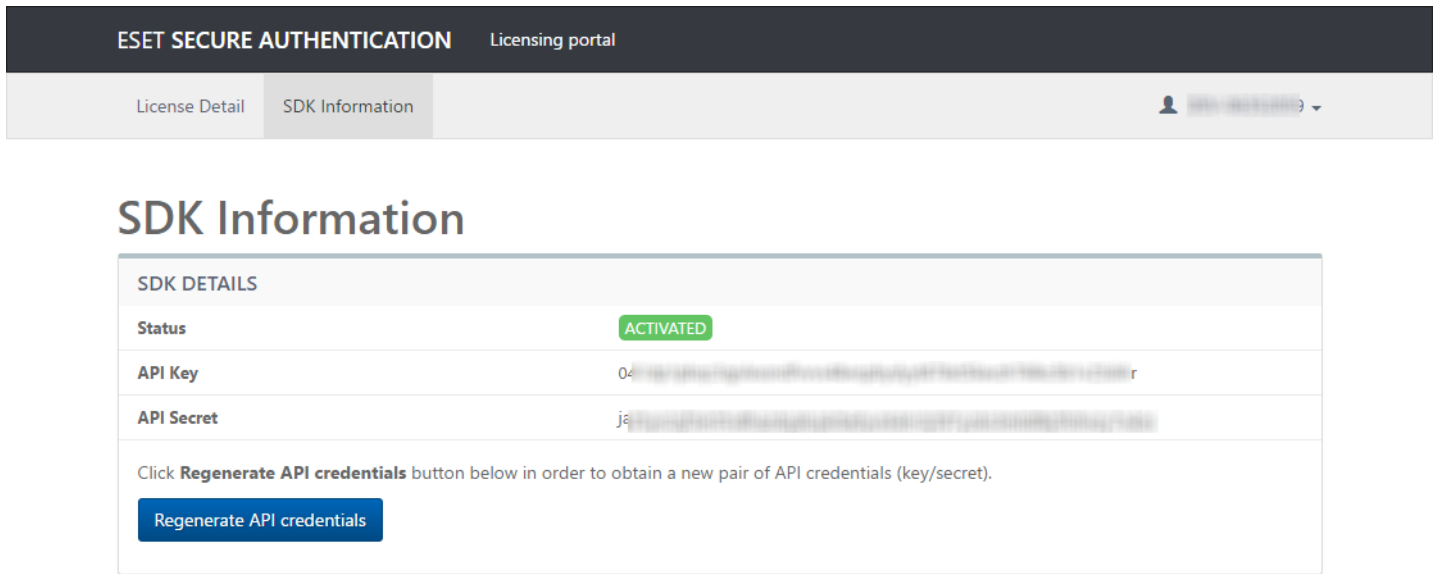 ESET SECURE AUTHENTICATION Licensing portal
License Detail SDK Information
SDK Information
SDK DETAILS
Status ACTIVATED
API Key
API Secret
Click Regenerate API credentials button below in order to obtain a new pair of API credentials (key/secret).
Regenerate API credentials